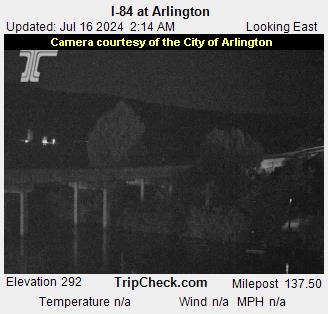 I-84 at Arlington
Updated: Jul 16 2024 2:14 AM Looking East
Camera courtesy of the City of Arlington
Elevation 292 TripCheck.com Milepost 137.50
Temperature n/a Wind n/a MPH n/a